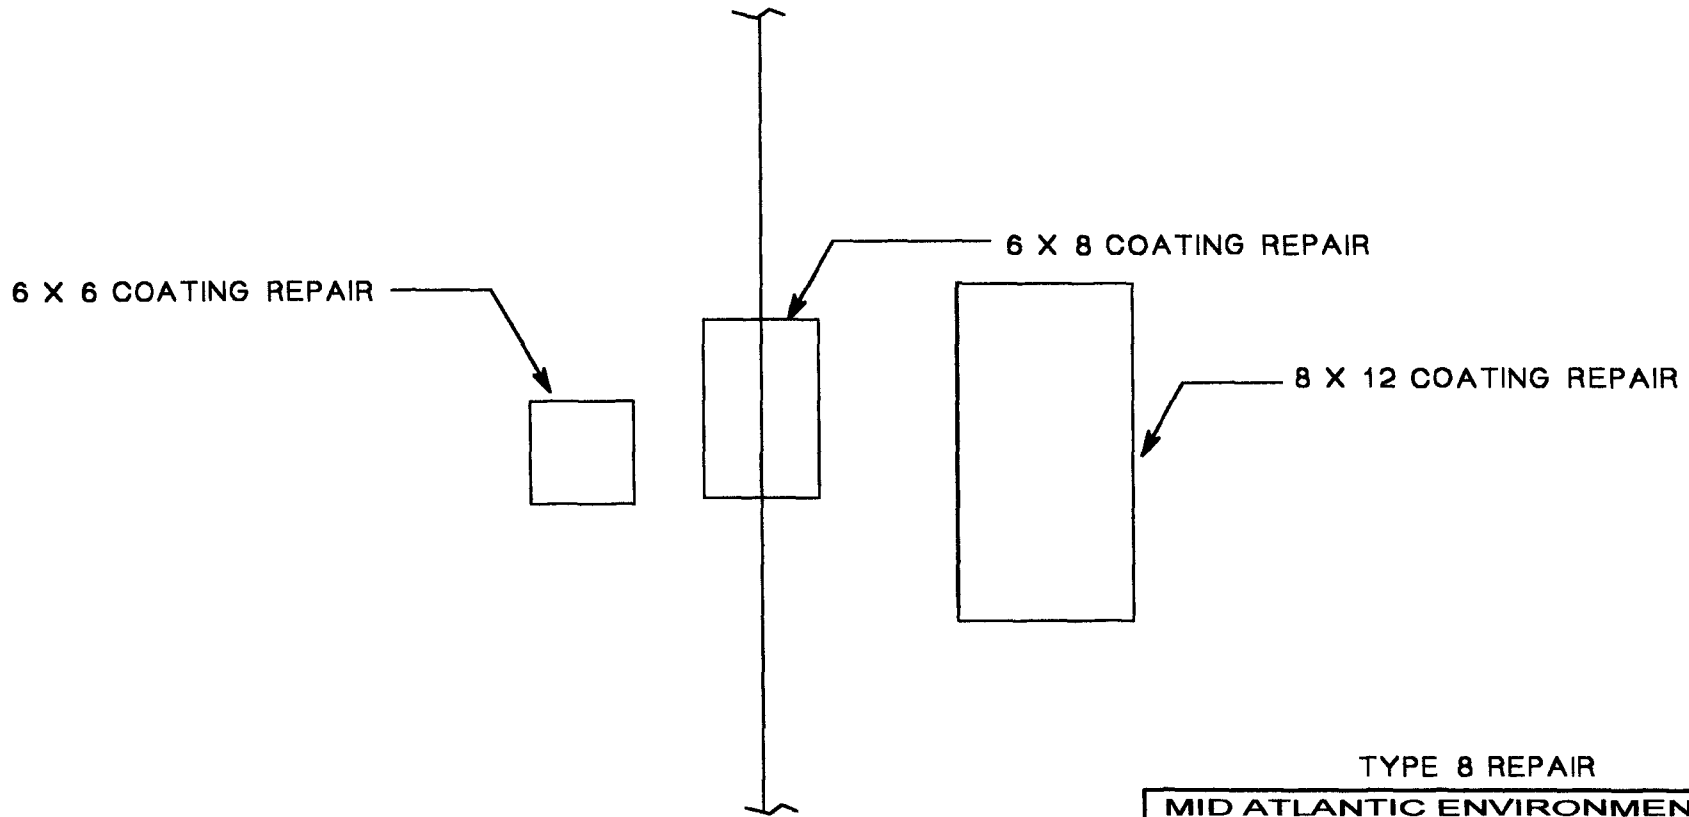 6 X 8 COATING REPAIR
6 X 6 COATING REPAIR
8 X 12 COATING REPAIR
TYPE 8 REPAIR
MID ATLANTIC ENVIRONMEN